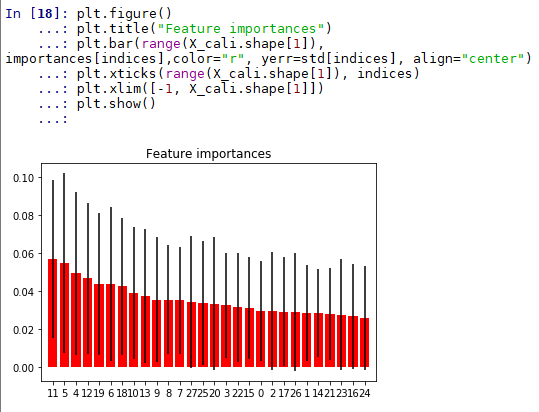 In [18]: plt.figure()
...: plt.title("Feature importances")
...: plt.bar(range(X_cali.shape[1]),
importances[indices],color="r", yerr=std[indices], align="center")
...: plt.xticks(range(X_cali.shape[1]), indices)
...: plt.xlim([-1, X_cali.shape[1]])
...: plt.show()
...:
Feature importances
0.10
0.08
0.06
0.04
0.02
0.00
11 5 4 12 19 6 18 10 13 9 8 7 27 25 20 3 22 15 0 2 17 26 1 14 21 23 16 24